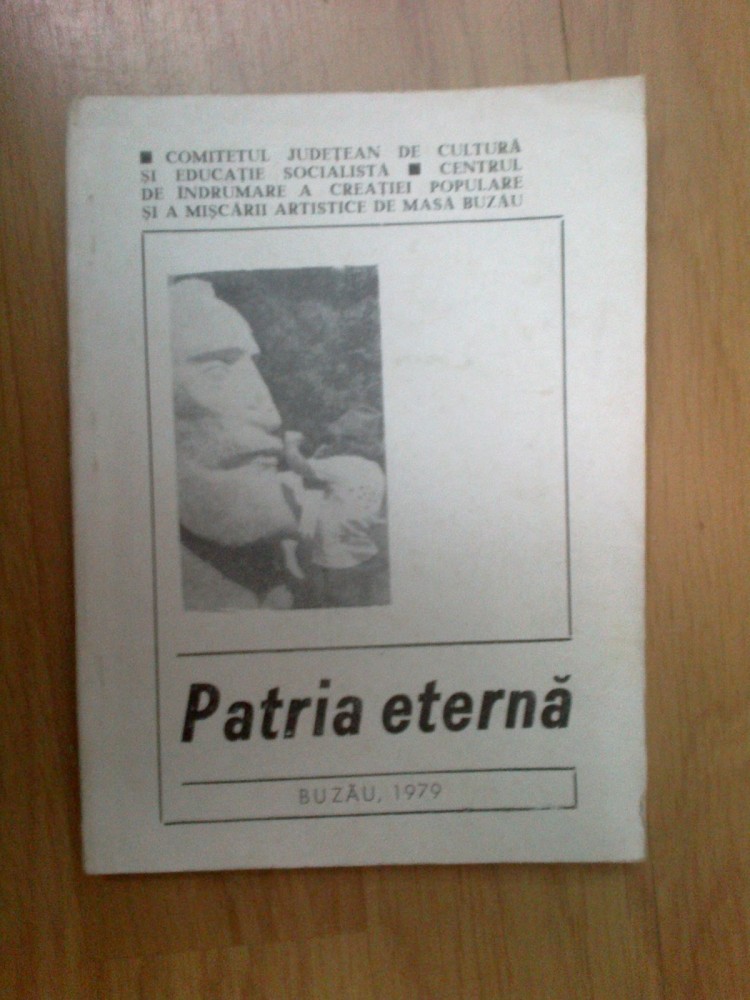 ■ COMITETUL JUDEȚEAN DE CULTURĂ
ȘI EDUCAȚIE SOCIALISTĂ ■ CENTRUL
DE ÎNDRUMARE A CREAȚIEI POPULARE
ȘI A MIȘCĂRII ARTISTICE DE MASĂ BUZĂU
Patria eternă
BUZĂU, 1979